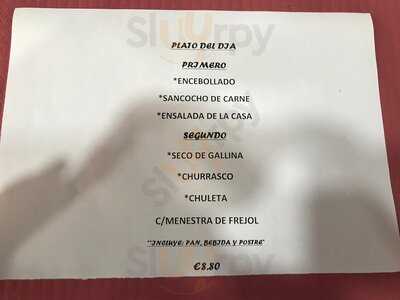 PLATO DEL DIA
PRIMERO
*ENCEBOLLADO
*SANCOCHO DE CARNE
*ENSALADA DE LA CASA
SEGUNDO
*SECO DE GALLINA
*CHURRASCO
*CHULETA
C/MENESTRA DE FREJOL
"INCLUYE: PAN, BEBIDA Y POSTRE"
€8.80
Sluurpy